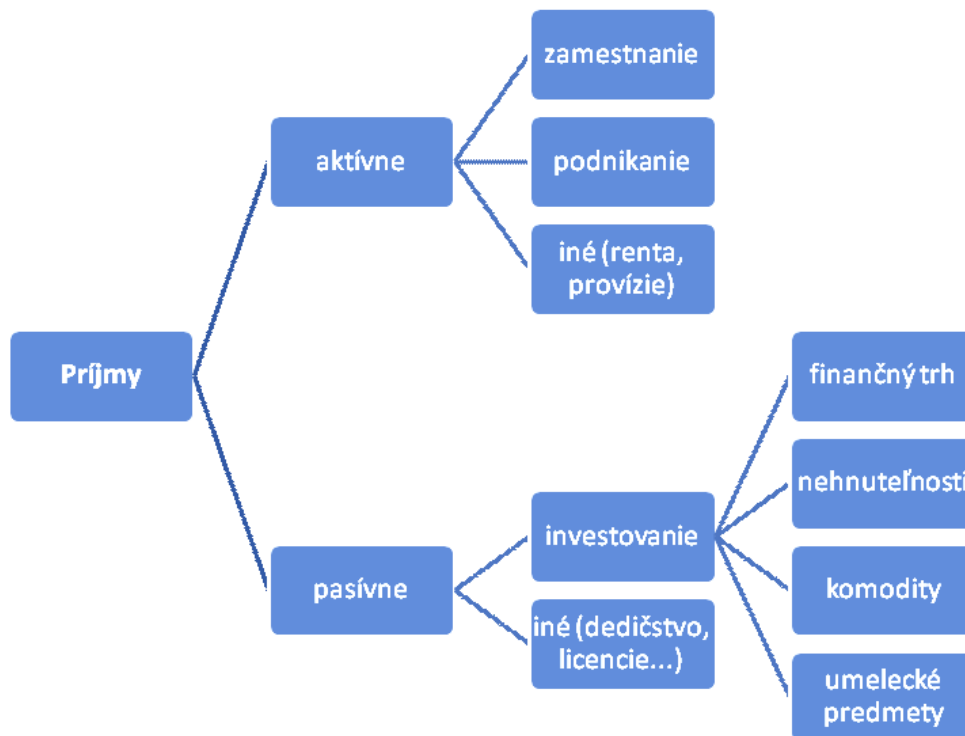 Príjmy
aktívne
zamestnanie
podnikanie
iné (renta,
provízie)
pasívne
investovanie
finančný trh
nehnuteľnosti
komodity
umelecké
predmety
iné (dedičstvo,
licencie...)